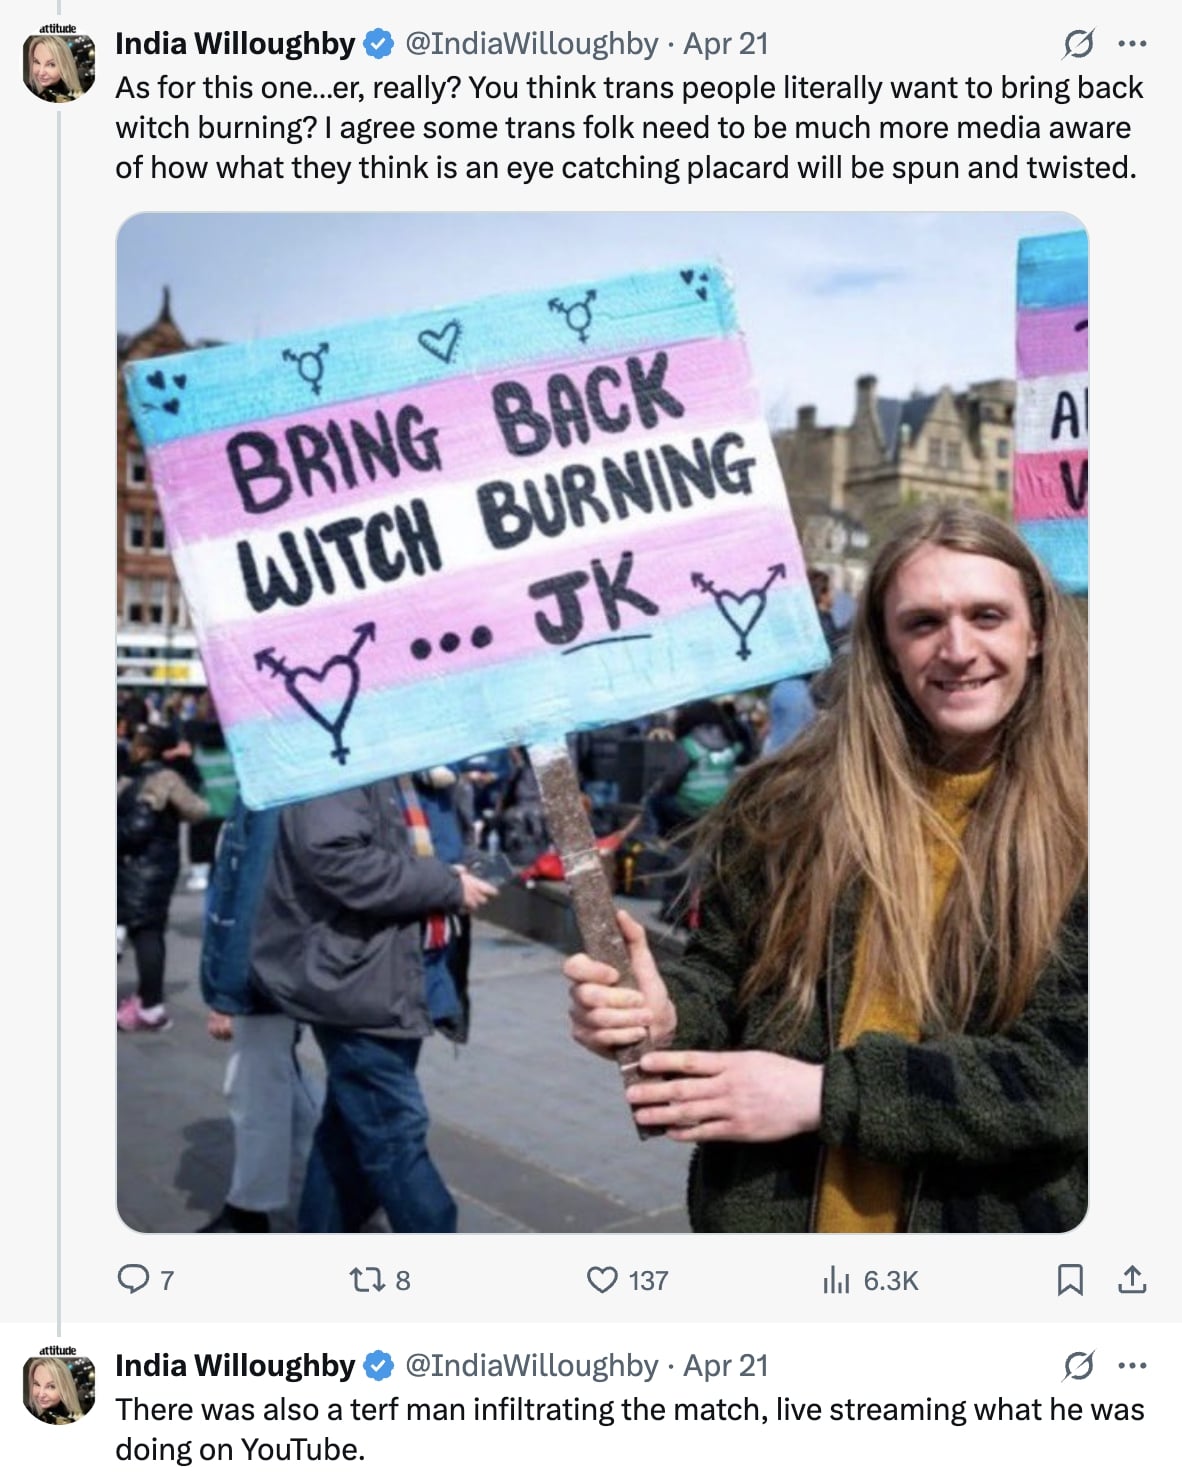 attitude
India Willoughby @IndiaWilloughby · Apr 21
As for this one...er, really? You think trans people literally want to bring back
witch burning? I agree some trans folk need to be much more media aware
of how what they think is an eye catching placard will be spun and twisted.
BRING BACK
WITCH BURNING
... JK
7 8 137 6.3K
attitude
India Willoughby @IndiaWilloughby · Apr 21
There was also a terf man infiltrating the match, live streaming what he was
doing on YouTube.